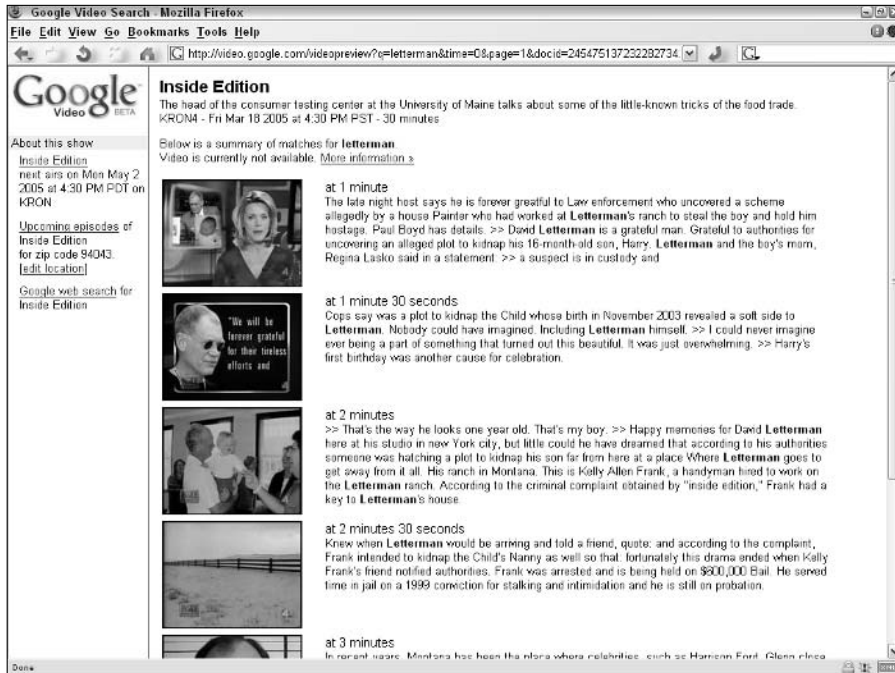 Google Video Search - Mozilla Firefox
File Edit View Go Bookmarks Tools Help
http://video.google.com/videopreview?q=letterman&time=0&page=1&docid=245475137232282734.
Google
Video BETA
About this show
Inside Edition
next airs on Mon May 2
2005 at 4:30 PM PDT on
KRON
Upcoming episodes of
Inside Edition
for zip code 94043.
[edit location]
Google web search for
Inside Edition
Inside Edition
The head of the consumer testing center at the University of Maine talks about some of the little-known tricks of the food trade.
KRON4 - Fri Mar 18 2005 at 4:30 PM PST - 30 minutes
Below is a summary of matches for letterman
Video is currently not available. More information »
at 1 minute
The late night host says he is forever greatful to Law enforcement who uncovered a scheme
allegedly by a house Painter who had worked at Letterman's ranch to steal the boy and hold him
hostage. Paul Boyd has details. >> David Letterman is a grateful man. Grateful to authorities for
uncovering an alleged plot to kidnap his 16-month-old son, Harry. Letterman and the boy's mom,
Regina Lasko said in a statement: >> a suspect is in custody and
"We will be
forever grateful
for their tireless
efforts and
at 1 minute 30 seconds
Cops say was a plot to kidnap the Child whose birth in November 2003 revealed a soft side to
Letterman. Nobody could have imagined. Including Letterman himself. >> I could never imagine
ever being a part of something that turned out this beautiful. It was just overwhelming. >> Harry's
first birthday was another cause for celebration.
at 2 minutes
>> That's the way he looks one year old. That's my boy. >> Happy memories for David Letterman
here at his studio in new York city, but little could he have dreamed that according to his authorities
someone was hatching a plot to kidnap his son far from here at a place Where Letterman goes to
get away from it all. His ranch in Montana. This is Kelly Allen Frank, a handyman hired to work on
the Letterman ranch. According to the criminal complaint obtained by "inside edition," Frank had a
key to Letterman's house.
at 2 minutes 30 seconds
Knew when Letterman would be arriving and told a friend, quote: and according to the complaint,
Frank intended to kidnap the Child's Nanny as well so that: fortunately this drama ended when Kelly
Frank's friend notified authorities. Frank was arrested and is being held on $600,000 Bail. He served
time in jail on a 1999 conviction for stalking and intimidation and he is still on probation.
at 3 minutes
In recent years, Montana has been the place where celebrities, such as Harrison Ford, Glenn close
Done